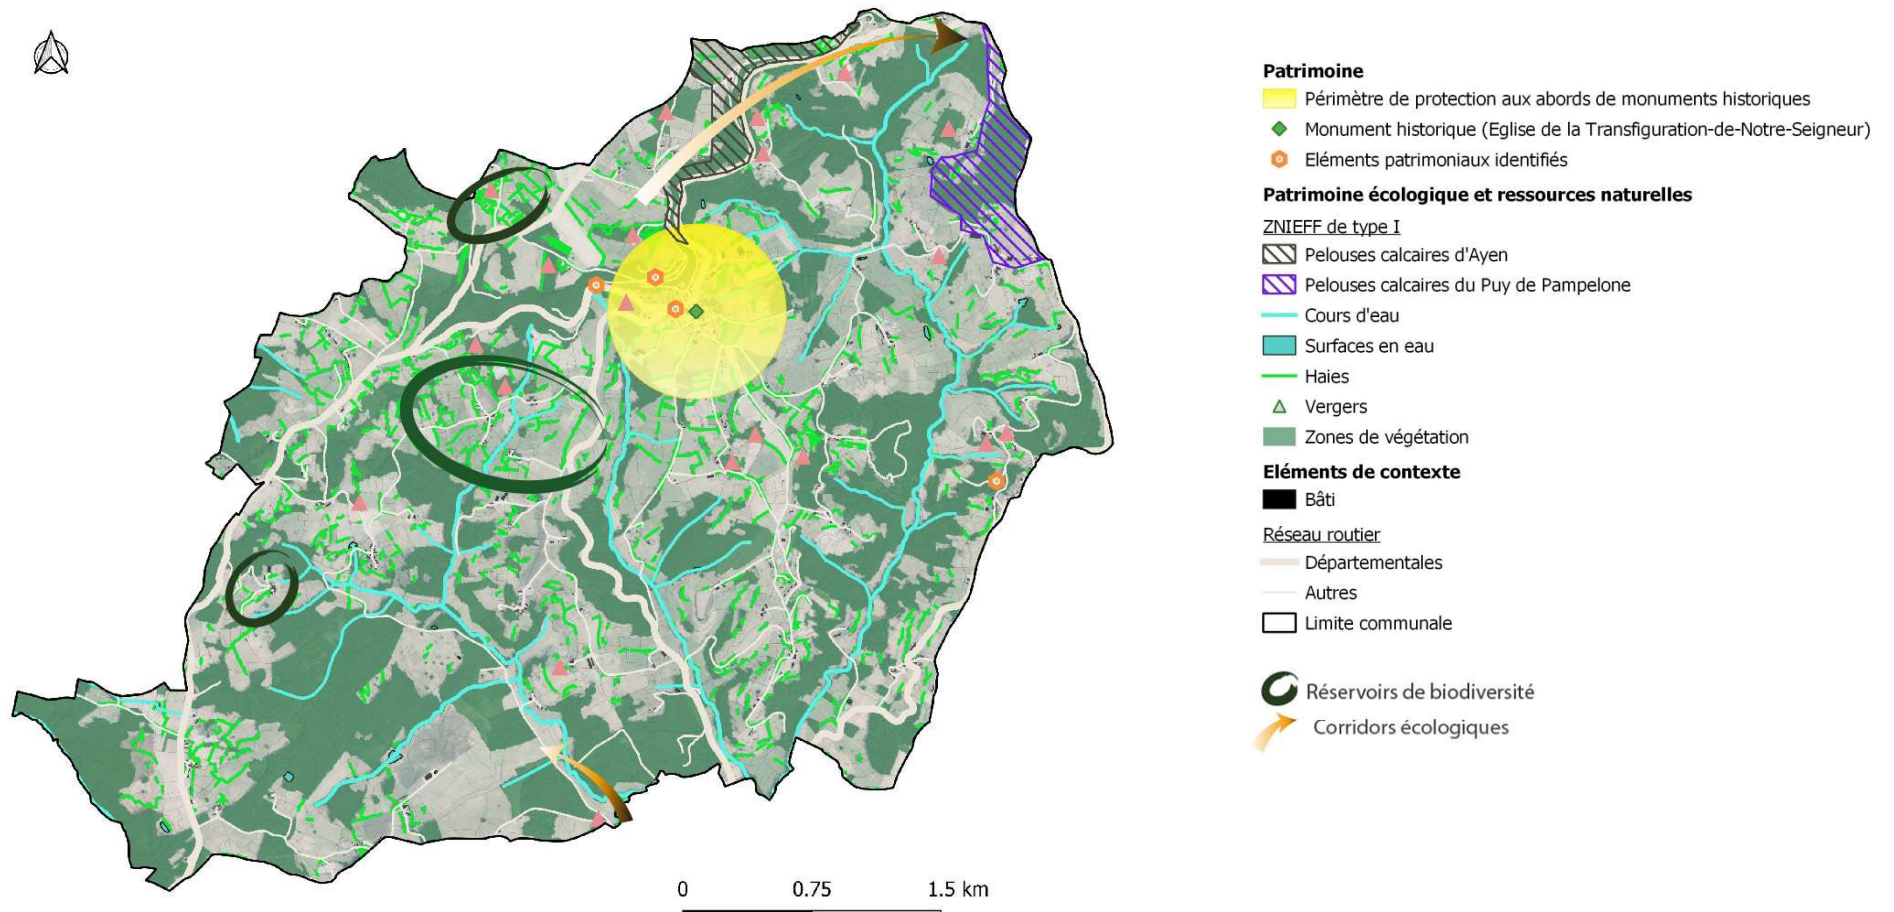 Patrimoine
Périmètre de protection aux abords de monuments historiques
Monument historique (Eglise de la Transfiguration-de-Notre-Seigneur)
Eléments patrimoniaux identifiés
Patrimoine écologique et ressources naturelles
ZNIEFF de type I
Pelouses calcaires d'Ayen
Pelouses calcaires du Puy de Pampelone
Cours d'eau
Surfaces en eau
Haies
Vergers
Zones de végétation
Eléments de contexte
Bâti
Réseau routier
Départementales
Autres
Limite communale
Réservoirs de biodiversité
Corridors écologiques
0 0.75 1.5 km